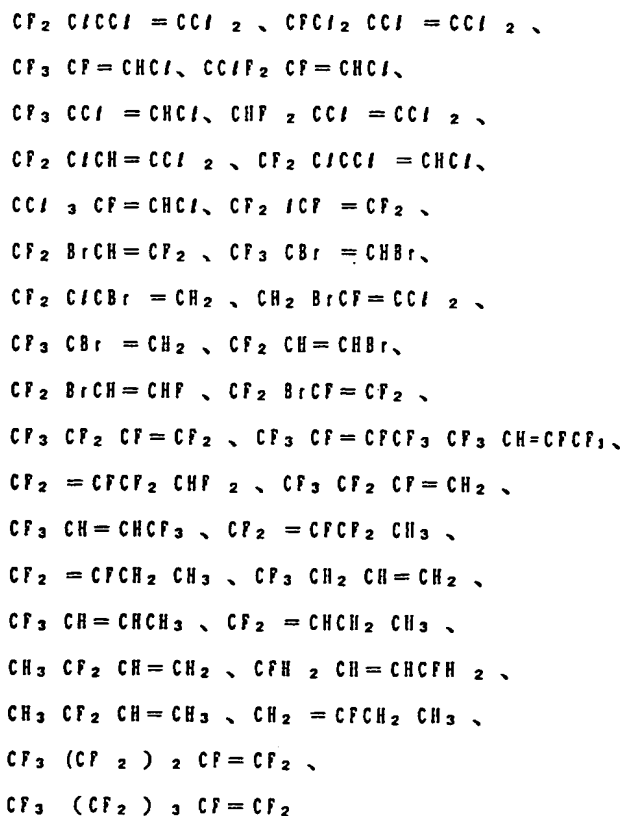 CF₂ ClCCl =CCl ₂ 、 CFCl₂ CCl =CCl ₂ 、
CF₃ CF=CHCl、 CClF₂ CF=CHCl、
CF₃ CCl =CHCl、 CHF ₂ CCl =CCl ₂ 、
CF₂ ClCH=CCl ₂ 、 CF₂ ClCCl =CHCl、
CCl ₃ CF=CHCl、 CF₂ ICF =CF₂ 、
CF₂ BrCH=CF₂ 、 CF₃ CBr =CHBr、
CF₂ ClCBr =CH₂ 、 CH₂ BrCF=CCl ₂ 、
CF₃ CBr =CH₂ 、 CF₂ CH=CHBr、
CF₂ BrCH=CHF 、 CF₂ BrCF=CF₂ 、
CF₃ CF₂ CF=CF₂ 、 CF₃ CF=CFCF₃ CF₃ CH=CFCF₃、
CF₂ =CFCF₂ CHF ₂ 、 CF₃ CF₂ CF=CH₂ 、
CF₃ CH=CHCF₃ 、 CF₂ =CFCF₂ CH₃ 、
CF₂ =CFCH₂ CH₃ 、 CF₃ CH₂ CH=CH₂ 、
CF₃ CH=CHCH₃ 、 CF₂ =CHCH₂ CH₃ 、
CH₃ CF₂ CH=CH₂ 、 CFH ₂ CH=CHCFH ₂ 、
CH₃ CF₂ CH=CH₃ 、 CH₂ =CFCH₂ CH₃ 、
CF₃ (CF ₂ ) ₂ CF=CF₂ 、
CF₃ (CF₂ ) ₃ CF=CF₂